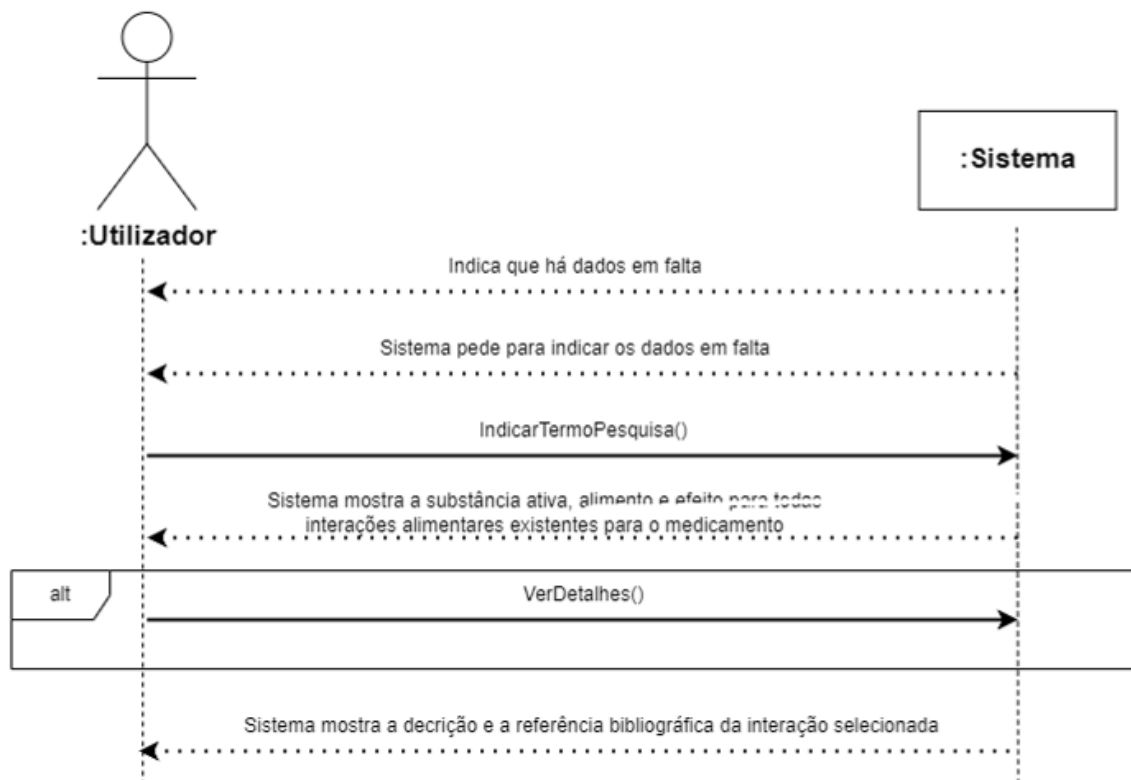 :Sistema
:Utilizador
Indica que há dados em falta
Sistema pede para indicar os dados em falta
IndicarTermoPesquisa()
Sistema mostra a substância ativa, alimento e efeito para todas
interações alimentares existentes para o medicamento
alt
VerDetalhes()
Sistema mostra a decrição e a referência bibliográfica da interação selecionada